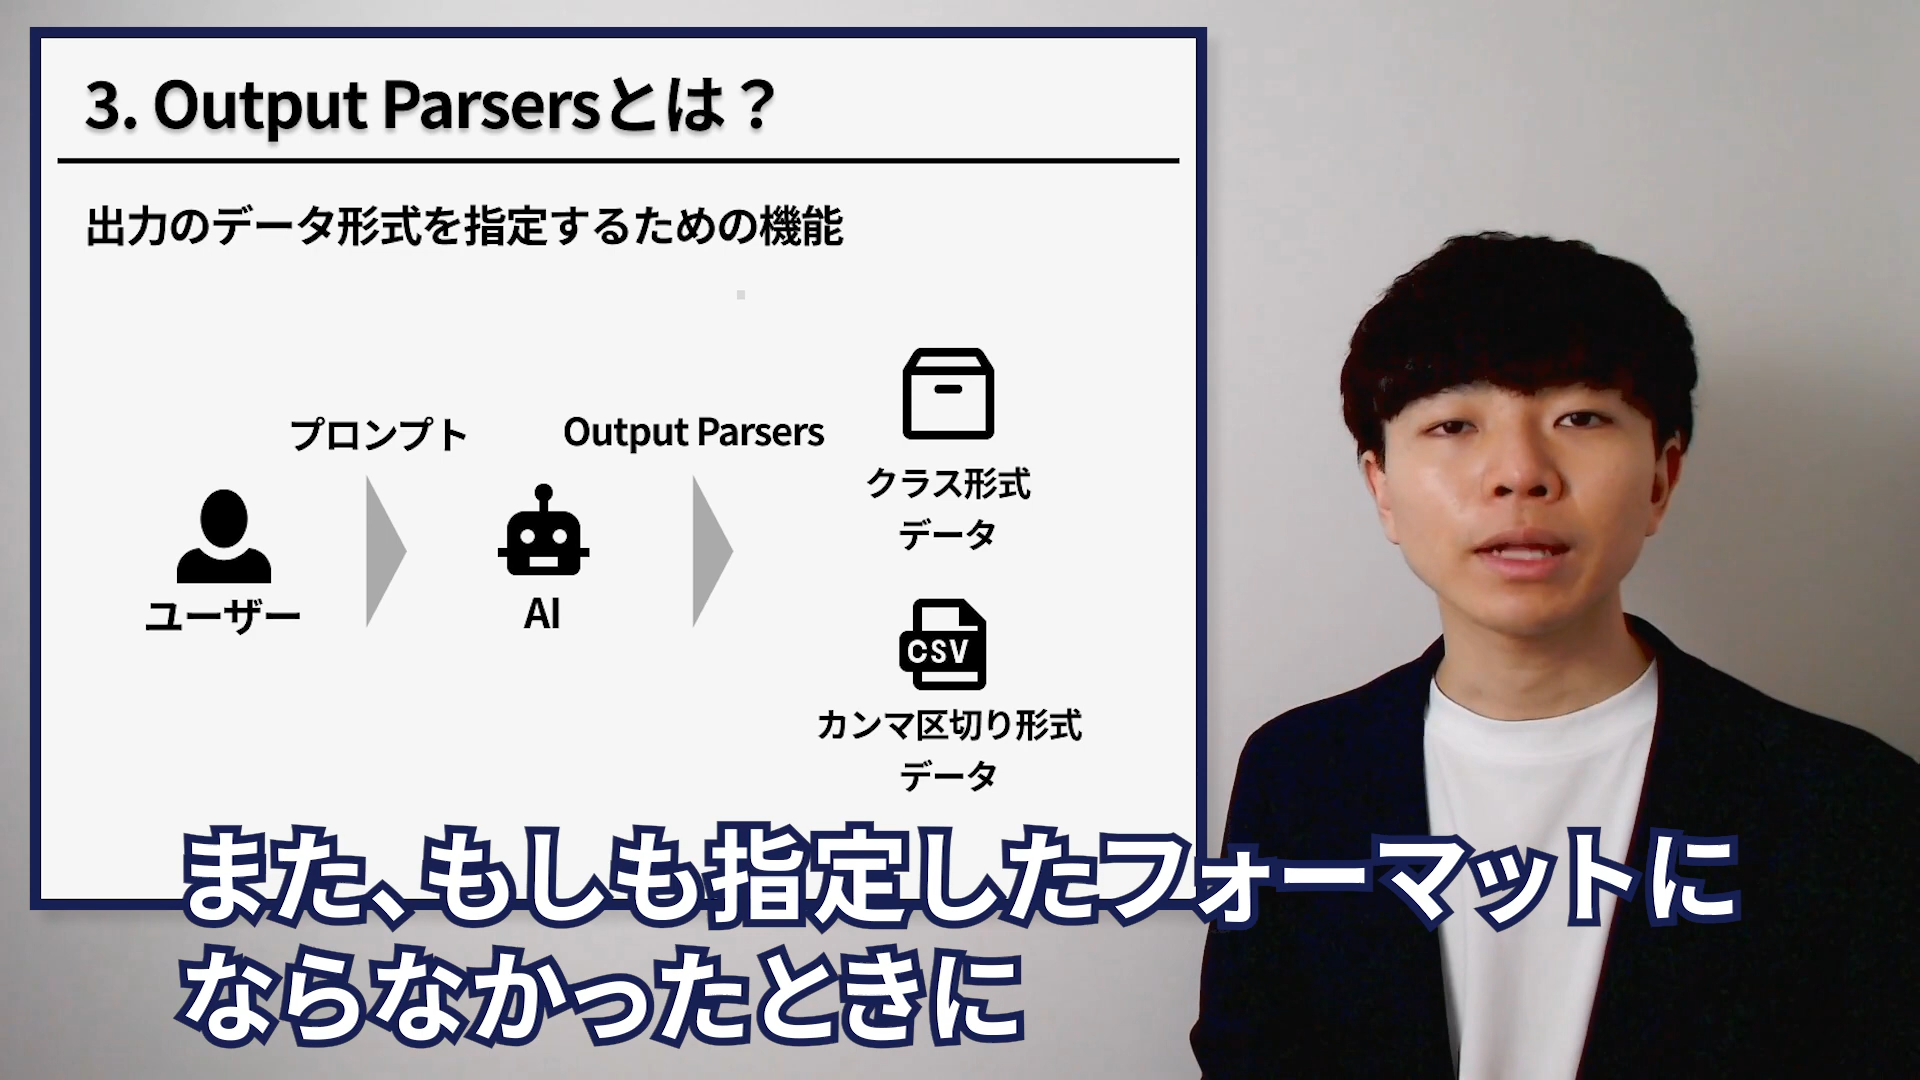 3. Output Parsersとは？
出力のデータ形式を指定するための機能
プロンプト
Output Parsers
ユーザー
AI
クラス形式
データ
CSV
カンマ区切り形式
データ
また、もしも指定したフォーマットに
ならなかったときに